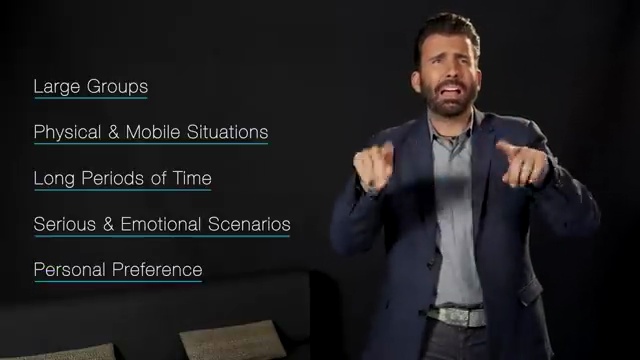 Large Groups
Physical & Mobile Situations
Long Periods of Time
Serious & Emotional Scenarios
Personal Preference